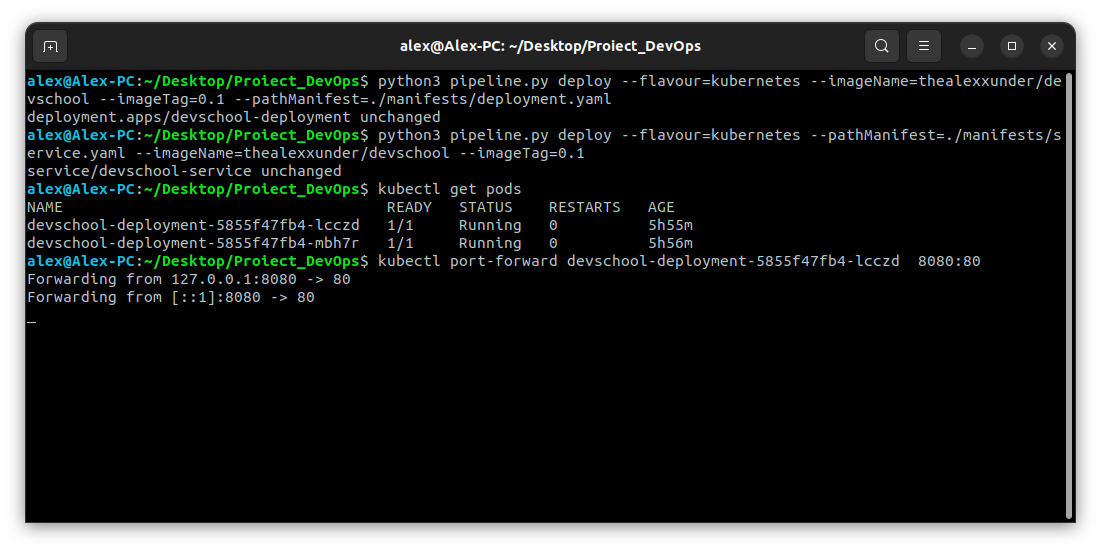 alex@Alex-PC: ~/Desktop/Proiect_DevOps
alex@Alex-PC:~/Desktop/Proiect_DevOps$ python3 pipeline.py deploy --flavour=kubernetes --imageName=thealexxunder/de
vschool --imageTag=0.1 --pathManifest=./manifests/deployment.yaml
deployment.apps/devschool-deployment unchanged
alex@Alex-PC:~/Desktop/Proiect_DevOps$ python3 pipeline.py deploy --flavour=kubernetes --pathManifest=./manifests/s
ervice.yaml --imageName=thealexxunder/devschool --imageTag=0.1
service/devschool-service unchanged
alex@Alex-PC:~/Desktop/Proiect_DevOps$ kubectl get pods
NAME                                    READY   STATUS    RESTARTS   AGE
devschool-deployment-5855f47fb4-lcczd   1/1     Running   0          5h55m
devschool-deployment-5855f47fb4-mbh7r   1/1     Running   0          5h56m
alex@Alex-PC:~/Desktop/Proiect_DevOps$ kubectl port-forward devschool-deployment-5855f47fb4-lcczd  8080:80
Forwarding from 127.0.0.1:8080 -> 80
Forwarding from [::1]:8080 -> 80